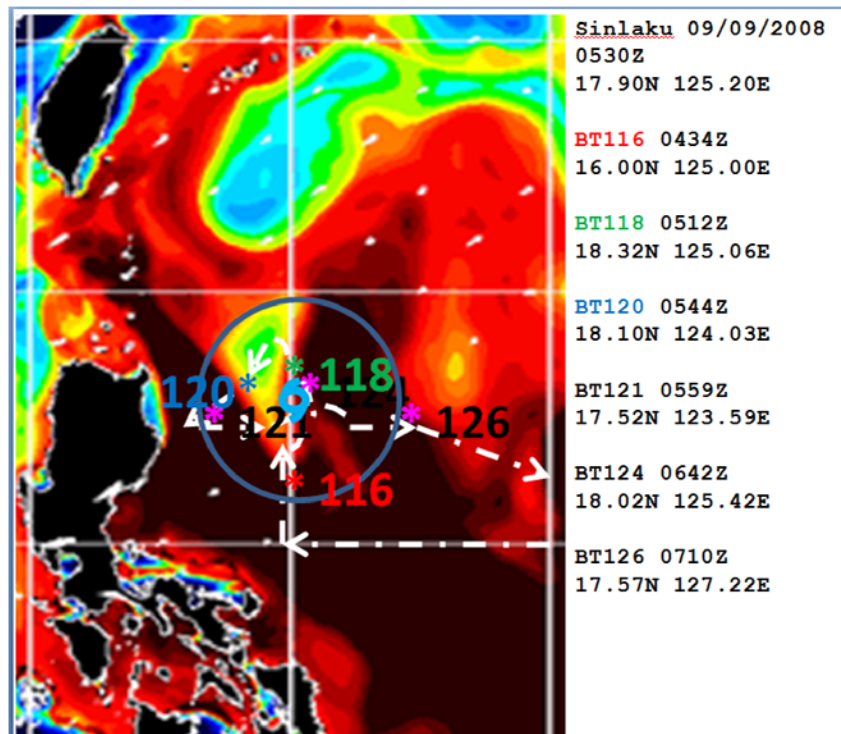 Sinlaku 09/09/2008
0530Z
17.90N 125.20E
BT116 0434Z
16.00N 125.00E
BT118 0512Z
18.32N 125.06E
BT120 0544Z
18.10N 124.03E
BT121 0559Z
17.52N 123.59E
BT124 0642Z
18.02N 125.42E
BT126 0710Z
17.57N 127.22E
120
118
124
121
126
116